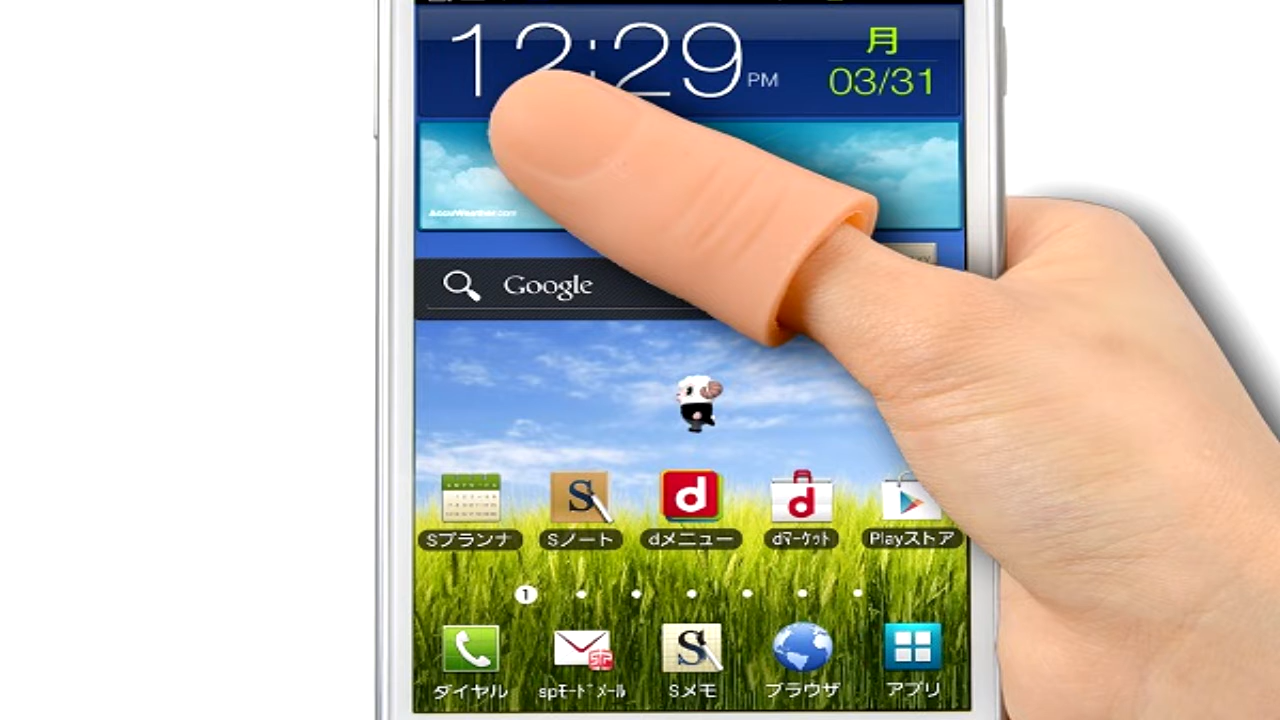 12:29 PM
月
03/31
AccuWeather.com
Google
Sプランナ
Sノート
dメニュー
dマーケット
Playストア
1
ダイヤル
spモードメール
Sメモ
ブラウザ
アプリ